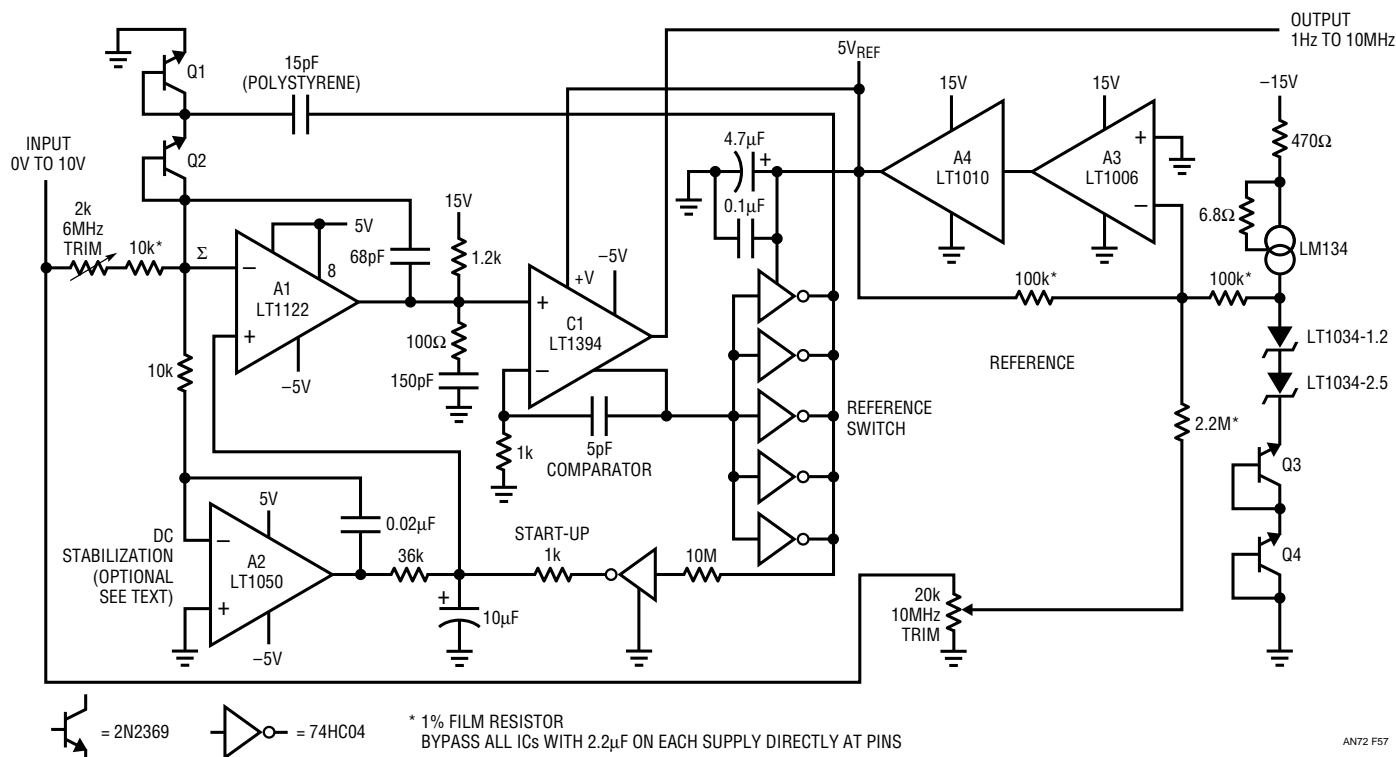 OUTPUT
1Hz TO 10MHz
Q1
15pF
(POLYSTYRENE)
5VREF
15V
15V
–15V
INPUT
0V TO 10V
Q2
470Ω
4.7µF
+
A4
LT1010
A3
LT1006
+
–
2k
6MHz
TRIM
10k*
Σ
5V
15V
0.1µF
6.8Ω
LM134
8
68pF
1.2k
–5V
–
A1
LT1122
+
+V
+
C1
LT1394
–
100k*
100k*
100Ω
LT1034-1.2
10k
–5V
150pF
REFERENCE
LT1034-2.5
REFERENCE
SWITCH
1k
5pF
COMPARATOR
2.2M*
Q3
5V
0.02µF
DC
STABILIZATION
(OPTIONAL
SEE TEXT)
–
A2
LT1050
+
36k
START-UP
1k
10M
Q4
+
10µF
20k
10MHz
TRIM
–5V
= 2N2369
= 74HC04
* 1% FILM RESISTOR
BYPASS ALL ICs WITH 2.2µF ON EACH SUPPLY DIRECTLY AT PINS
AN72 F57